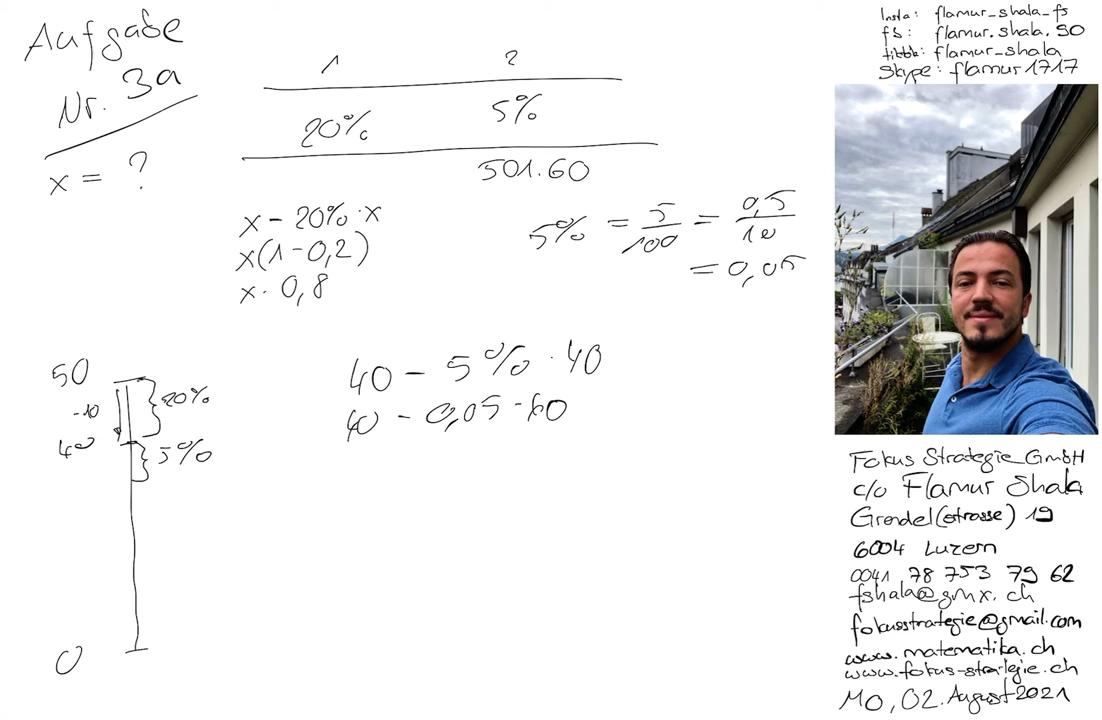 Aufgabe
Nr. 3a
x = ?
1 2
20% 5%
501.60
x - 20% · x
x(1-0,2)
x · 0,8
5% = 5/100 = 0,5/10
= 0,05
50
-10
20%
40
5%
0
40 - 5% · 40
40 - 0,05 · 40
Insta: flamur_shala_fs
fb: flamur.shala.90
tiktok: flamur_shala
Skype: flamur1717
Fokus Strategie GmbH
c/o Flamur Shala
Grendel(strasse) 19
6004 Luzern
0041 78 753 79 62
fshala@gmx.ch
fokusstrategie@gmail.com
www.matematika.ch
www.fokus-strategie.ch
Mo, 02. August 2021